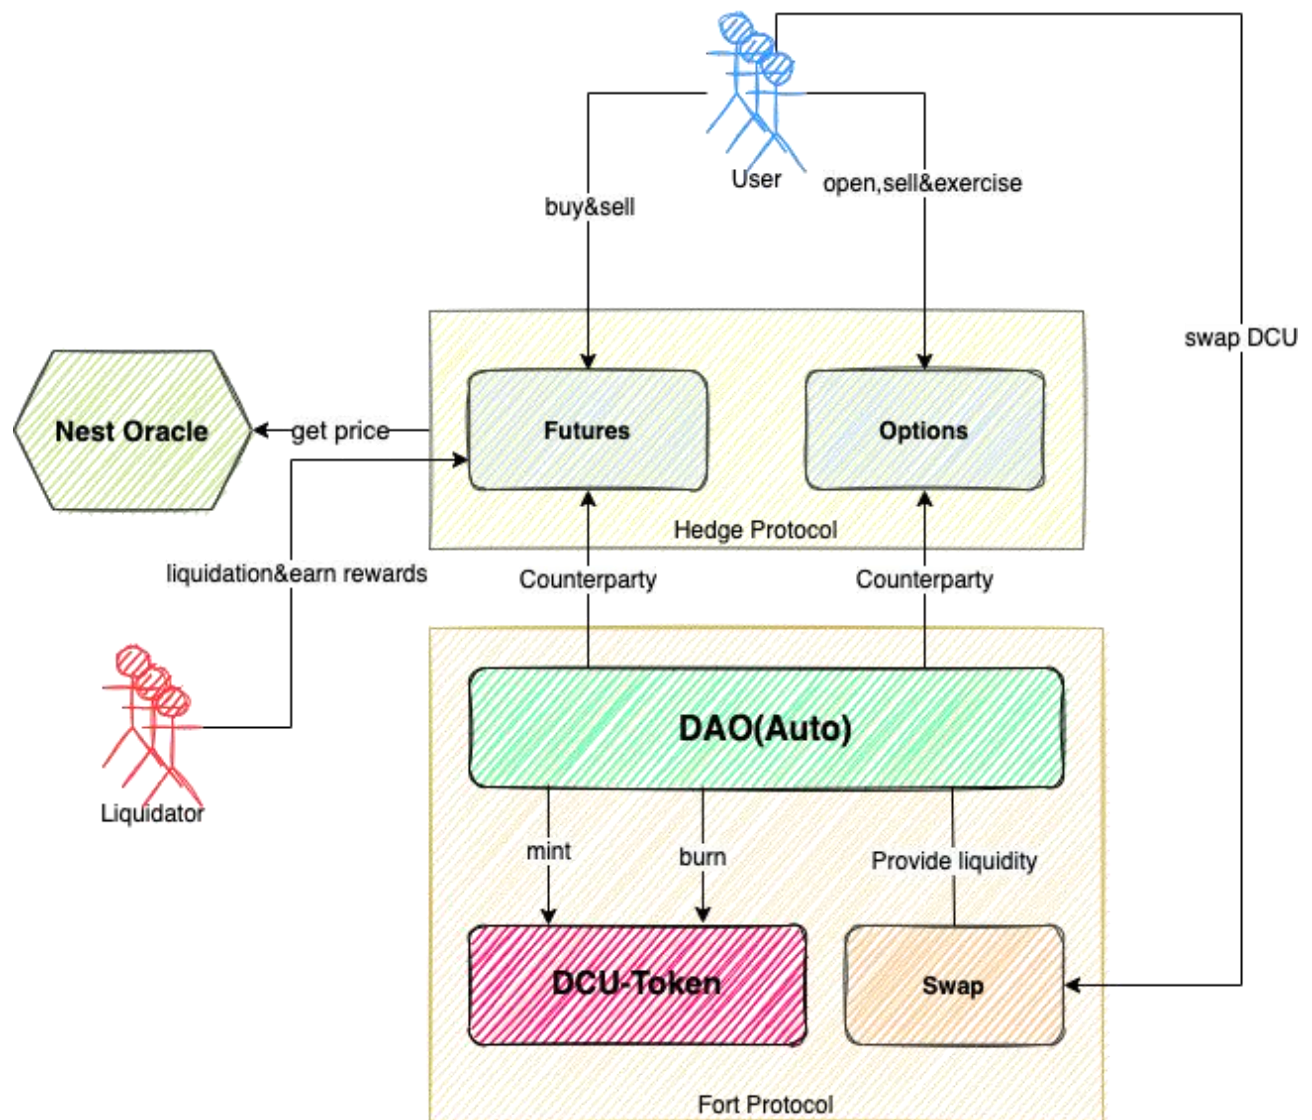 User
open,sell&exercise
buy&sell
swap DCU
Nest Oracle
get price
Futures
Options
Hedge Protocol
liquidation&earn rewards
Counterparty
Counterparty
DAO(Auto)
Liquidator
mint
burn
Provide liquidity
DCU-Token
Swap
Fort Protocol